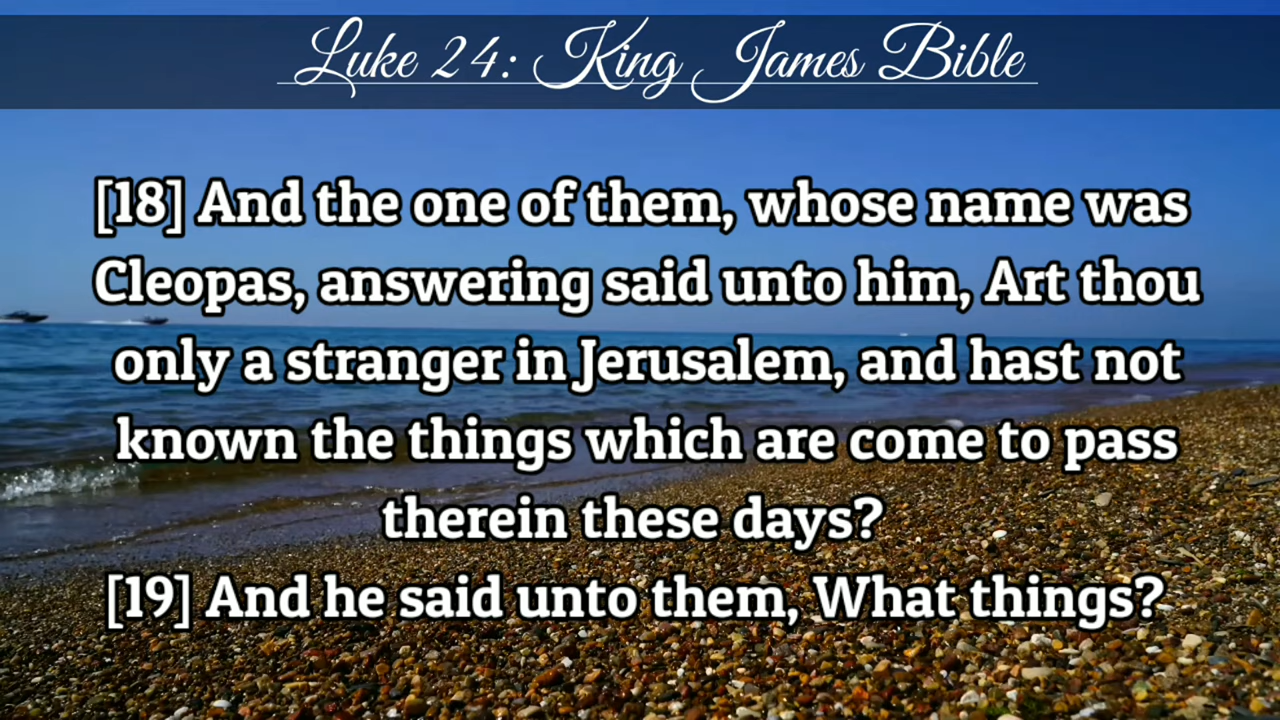 Luke 24: King James Bible
[18] And the one of them, whose name was
Cleopas, answering said unto him, Art thou
only a stranger in Jerusalem, and hast not
known the things which are come to pass
therein these days?
[19] And he said unto them, What things?